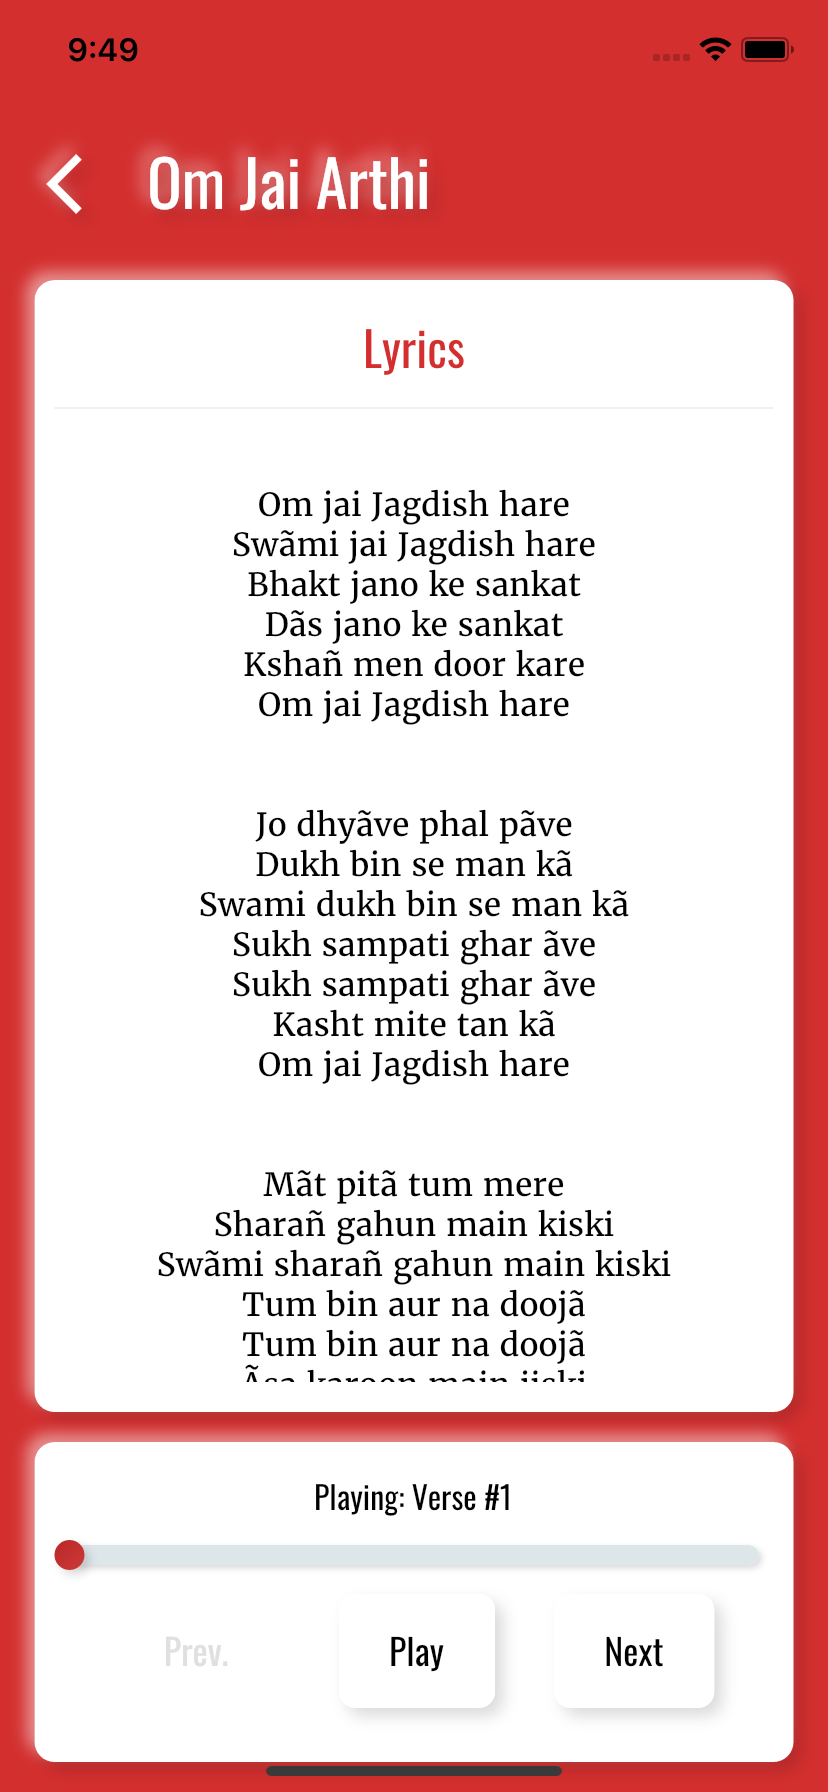 9:49
Om Jai Arthi
Lyrics
Om jai Jagdish hare
Swãmi jai Jagdish hare
Bhakt jano ke sankat
Dãs jano ke sankat
Kshañ men door kare
Om jai Jagdish hare
Jo dhyãve phal pãve
Dukh bin se man kã
Swami dukh bin se man kã
Sukh sampati ghar ãve
Sukh sampati ghar ãve
Kasht mite tan kã
Om jai Jagdish hare
Mãt pitã tum mere
Sharañ gahun main kiski
Swãmi sharañ gahun main kiski
Tum bin aur na doojã
Tum bin aur na doojã
Ãsa karoon main jiski
Playing: Verse #1
Prev.
Play
Next